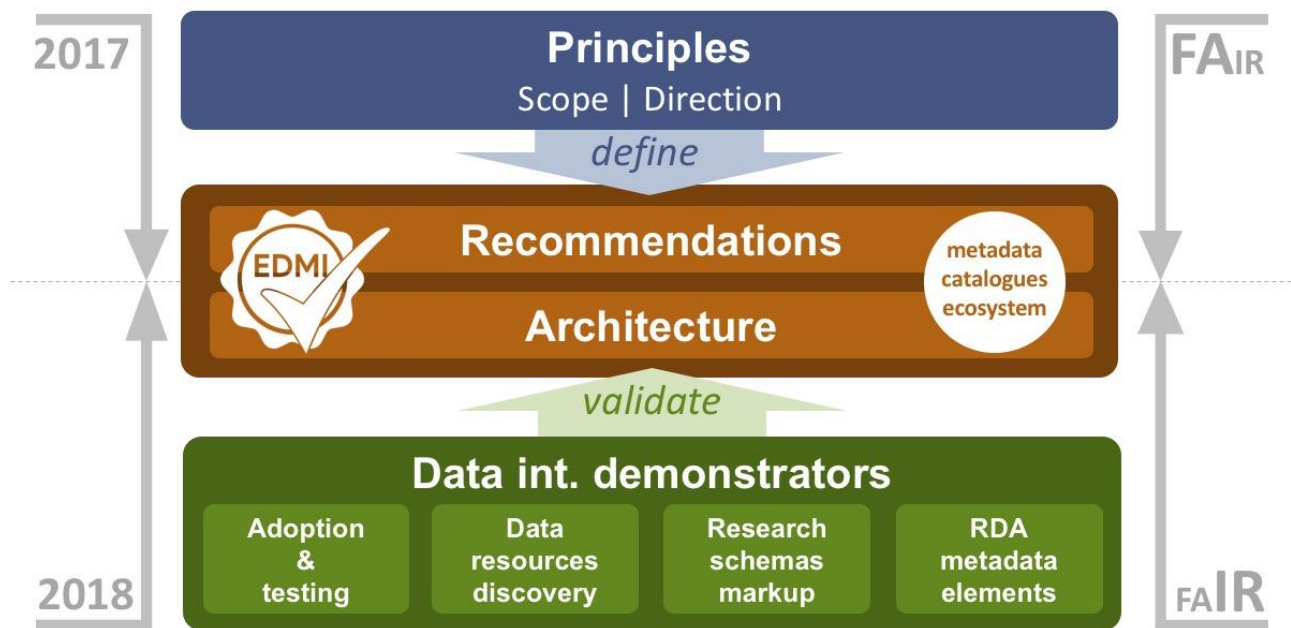 2017
Principles
Scope | Direction
FAIR
define
EDMI
Recommendations
Architecture
metadata
catalogues
ecosystem
validate
Data int. demonstrators
Adoption
&
testing
Data
resources
discovery
Research
schemas
markup
RDA
metadata
elements
2018
FAIR